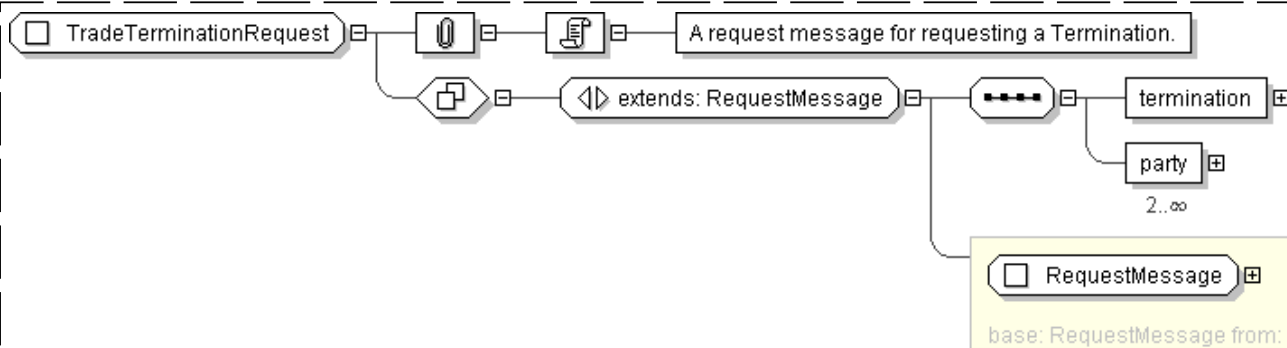 TradeTerminationRequest
A request message for requesting a Termination.
extends: RequestMessage
termination
party
2..∞
RequestMessage
base: RequestMessage from: